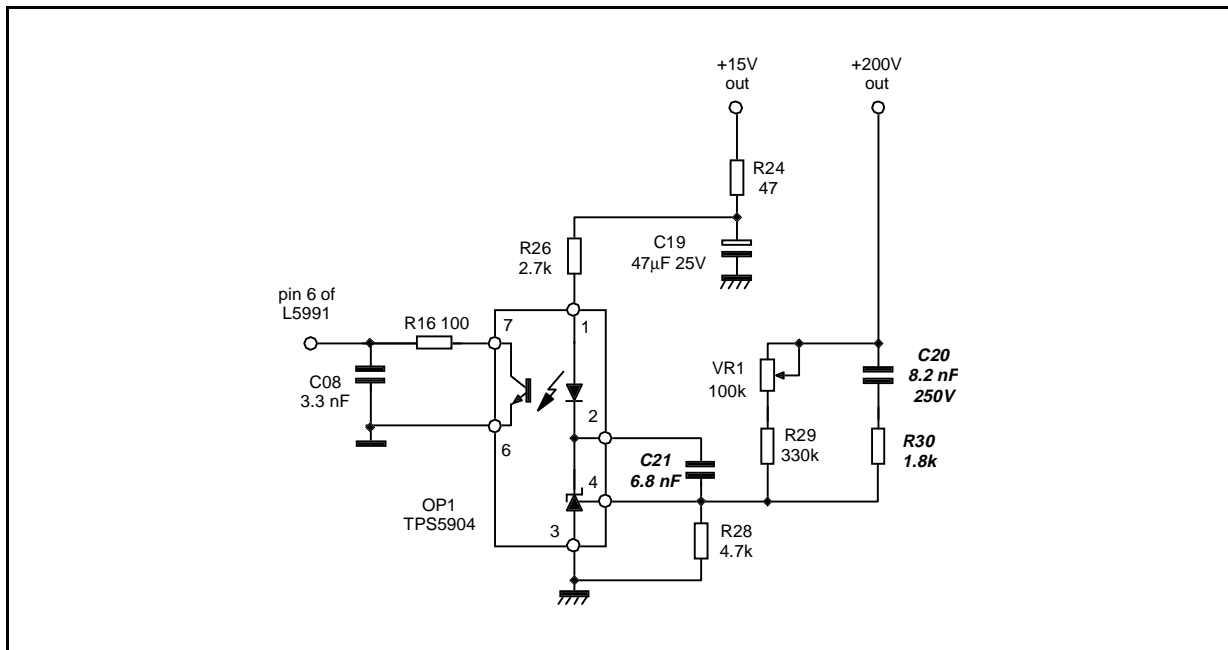 +15V
out
+200V
out
R24
47
R26
2.7k
C19
47µF 25V
pin 6 of
L5991
R16 100
7
1
C08
3.3 nF
VR1
100k
C20
8.2 nF
250V
2
6
R29
330k
R30
1.8k
C21
6.8 nF
4
OP1
TPS5904
3
R28
4.7k